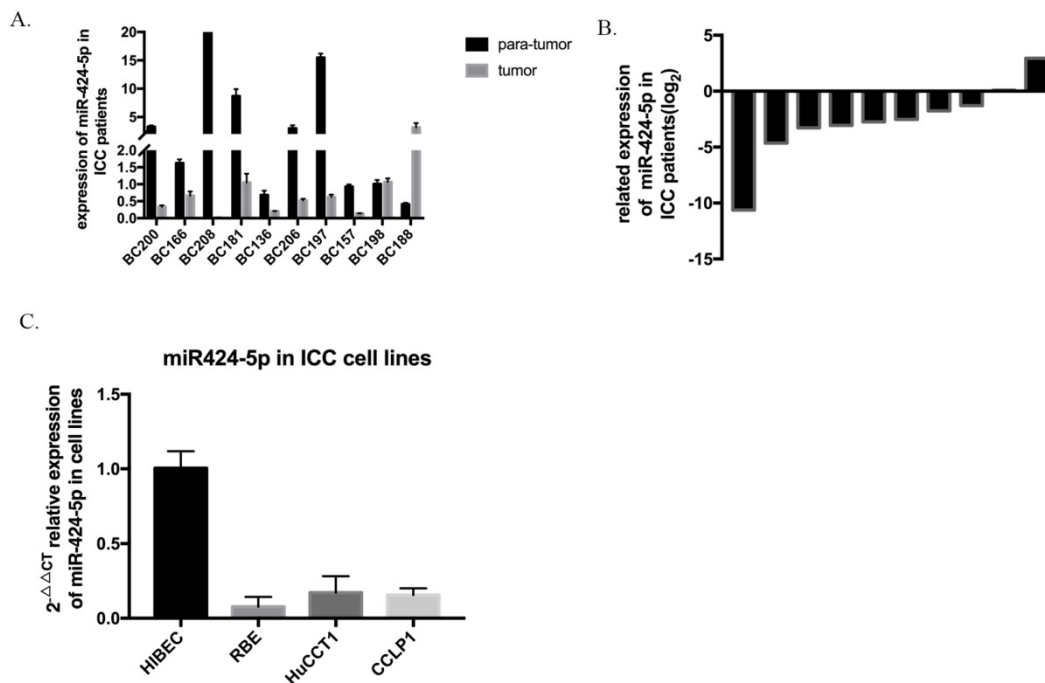 A.
expression of miR-424-5p in
ICC patients
20
15
10
5
2.0
1.5
1.0
0.5
0.0
BC200
BC166
BC208
BC181
BC136
BC206
BC197
BC157
BC198
BC188
para-tumor
tumor
B.
related expression
of miR-424-5p in
ICC patients(log2)
5
0
-5
-10
-15
C.
miR424-5p in ICC cell lines
2-△△CT relative expression
of miR-424-5p in cell lines
1.5
1.0
0.5
0.0
HIBEC
RBE
HuCCT1
CCLP1